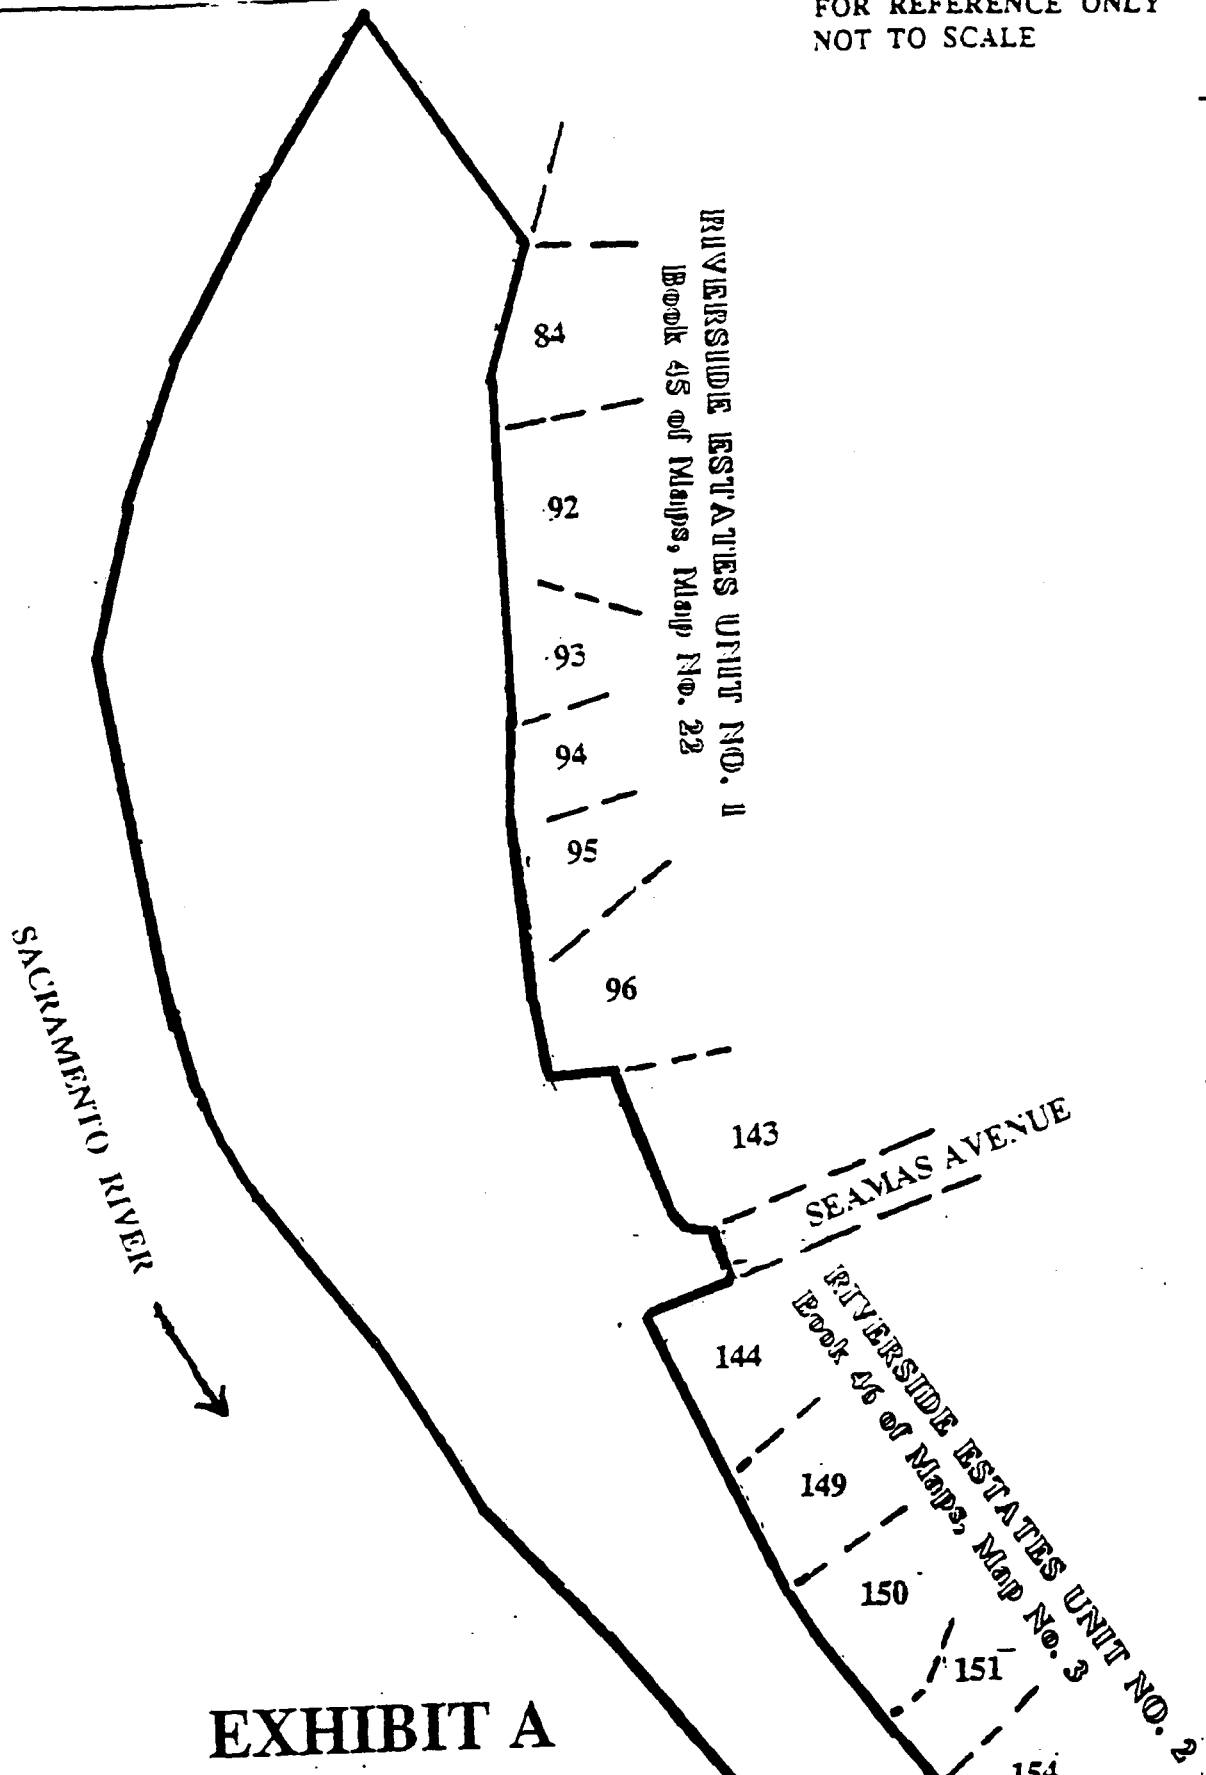 FOR REFERENCE ONLY
NOT TO SCALE
RIVERSIDE ESTATES UNIT NO. 1
Book 45 of Maps, Map No. 22
84
92
93
94
95
96
143
SEAMAS AVENUE
SACRAMENTO RIVER
RIVERSIDE ESTATES UNIT NO. 2
Book 46 of Maps, Map No. 3
144
149
150
151
154
EXHIBIT A